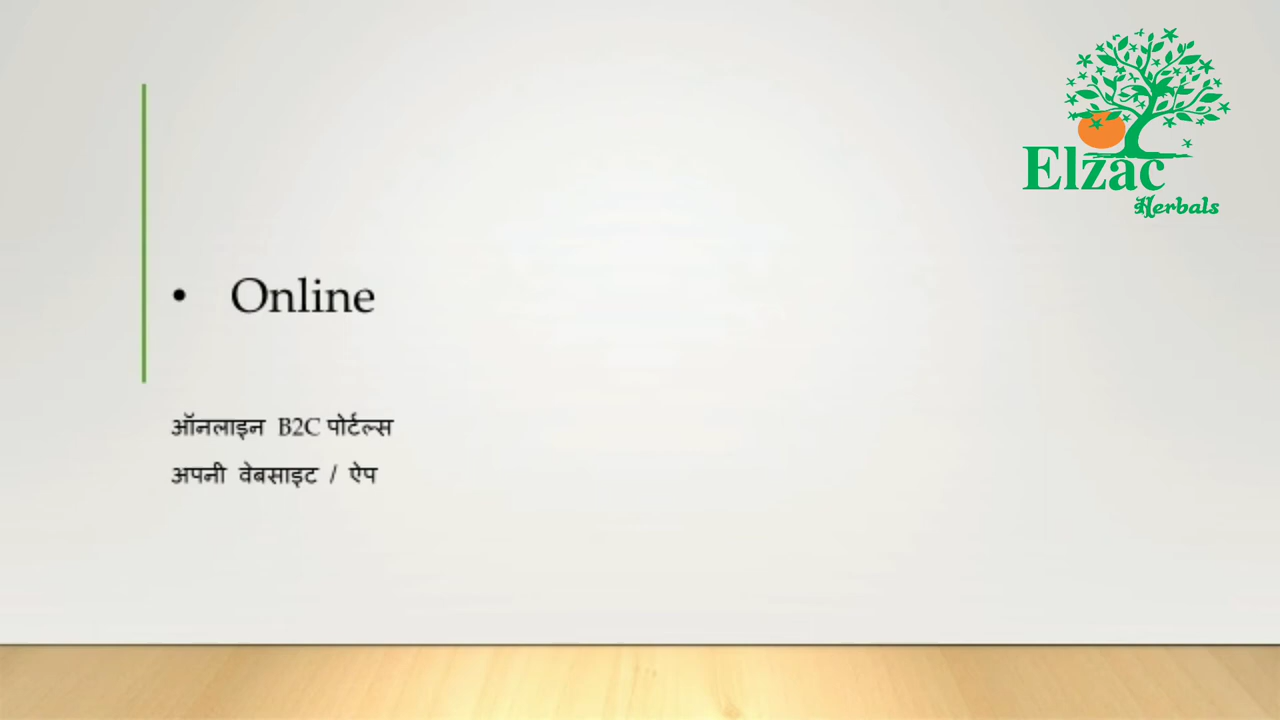 Elzac
Herbals
• Online
ऑनलाइन B2C पोर्टल्स
अपनी वेबसाइट / ऐप